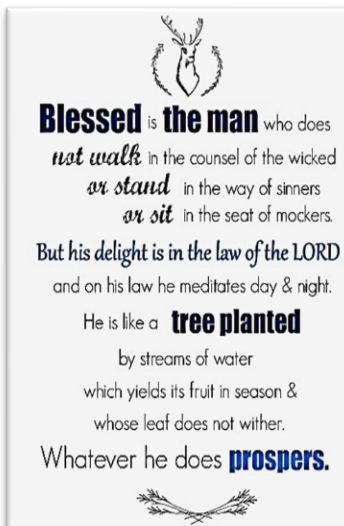 Blessed is the man who does
not walk in the counsel of the wicked
or stand in the way of sinners
or sit in the seat of mockers.
But his delight is in the law of the LORD
and on his law he meditates day & night.
He is like a tree planted
by streams of water
which yields its fruit in season &
whose leaf does not wither.
Whatever he does prospers.